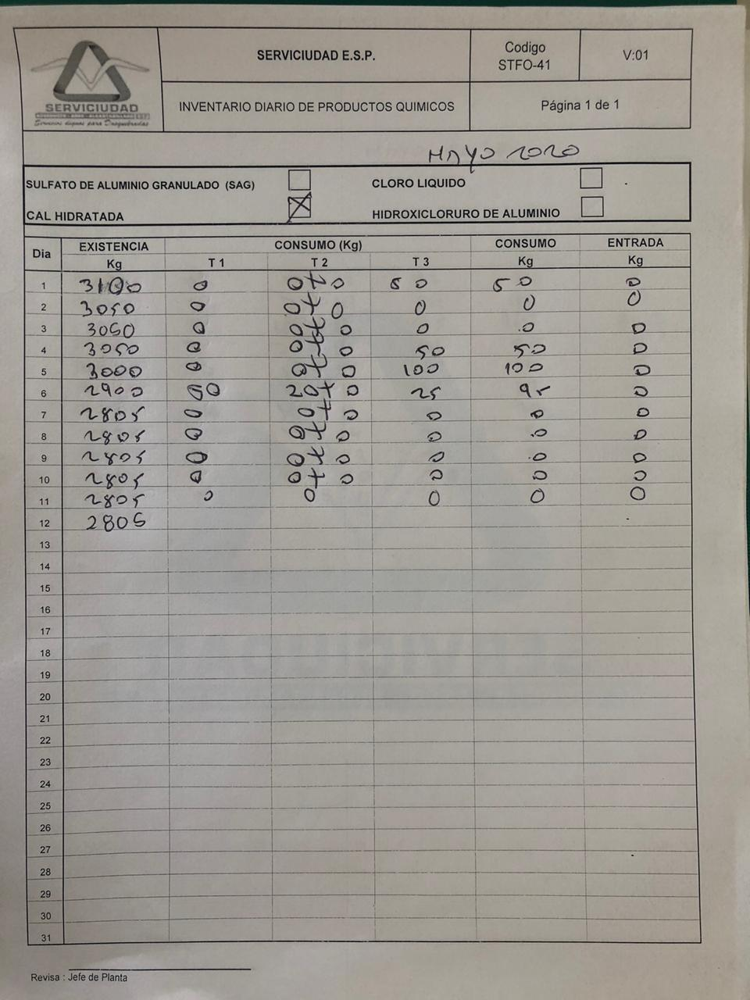 SERVICIUDAD
Servicios dignos para Dosquebradas
SERVICIUDAD E.S.P.
Codigo
STFO-41
V:01
INVENTARIO DIARIO DE PRODUCTOS QUIMICOS
Página 1 de 1
MAYO 2020
SULFATO DE ALUMINIO GRANULADO (SAG)
CLORO LIQUIDO
CAL HIDRATADA
HIDROXICLORURO DE ALUMINIO
Dia EXISTENCIA CONSUMO (Kg) CONSUMO ENTRADA
Kg T 1 T 2 T 3 Kg Kg
1 3100 0 0+0 50 50 0
2 3050 0 0+0 0 0 0
3 3050 0 0+0 0 0 0
4 3050 0 0+0 50 50 0
5 3000 0 0+0 100 100 0
6 2900 50 20+0 25 95 0
7 2805 0 0+0 0 0 0
8 2805 0 0+0 0 0 0
9 2805 0 0+0 0 0 0
10 2805 0 0+0 0 0 0
11 2805 0 0 0 0 0
12 2805
13
14
15
16
17
18
19
20
21
22
23
24
25
26
27
28
29
30
31
Revisa : Jefe de Planta